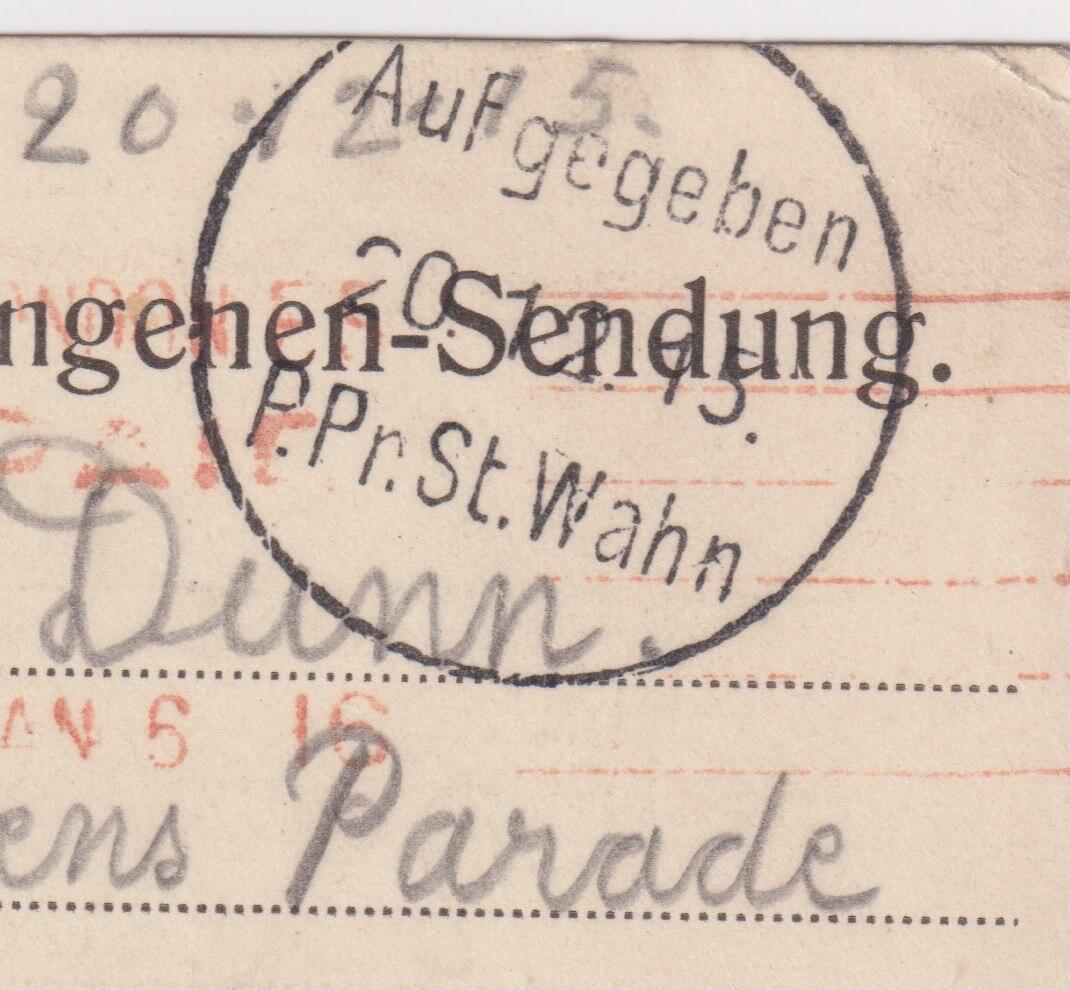 20.12.15.
Aufgegeben
20. 12. 15.
ngenen-Sendung.
P.Pr.St.Wahn
Dunn.
AN 6 16
ens Parade